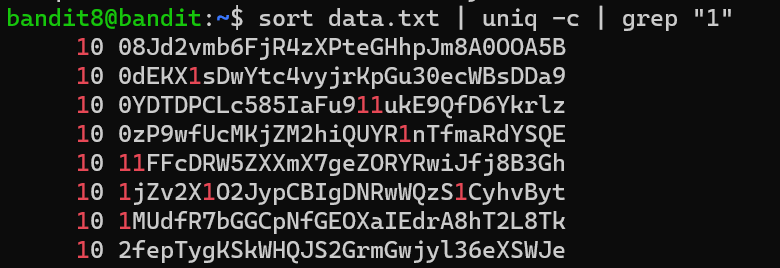 bandit8@bandit:~$ sort data.txt | uniq -c | grep "1"
10 08Jd2vmb6FjR4zXPteGHhpJm8A0OOA5B
10 0dEKX1sDwYtc4vyjrKpGu30ecWBsDDa9
10 0YDTDPCLc585IaFu911ukE9QfD6Ykrlz
10 0zP9wfUcMKjZM2hiQUYR1nTfmaRdYSQE
10 11FFcDRW5ZXXmX7geZORYRwiJfj8B3Gh
10 1jZv2X1O2JypCBIgDNRwWQzS1CyhvByt
10 1MUdfR7bGGCpNfGEOXaIEdrA8hT2L8Tk
10 2fepTygKSkWHQJS2GrmGwjyl36eXSWJe